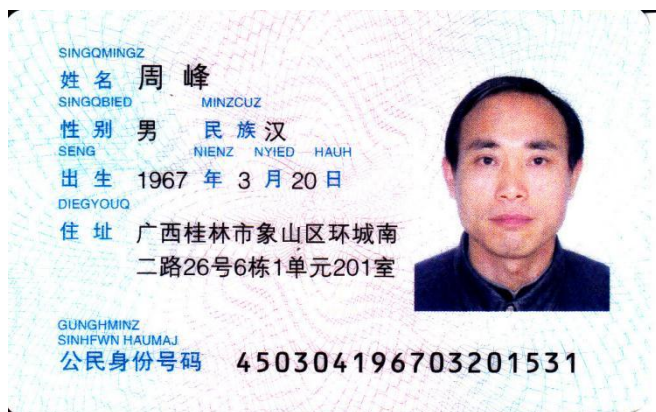 SINGQMINGZ
姓 名 周 峰
SINGQBIED MINZCUZ
性 别 男 民 族 汉
SENG NIENZ NYIED HAUH
出 生 1967 年 3 月 20 日
DIEGYOUQ
住 址 广西桂林市象山区环城南
二路26号6栋1单元201室
GUNGHMINZ
SINHFWN HAUMAJ
公民身份号码 450304196703201531